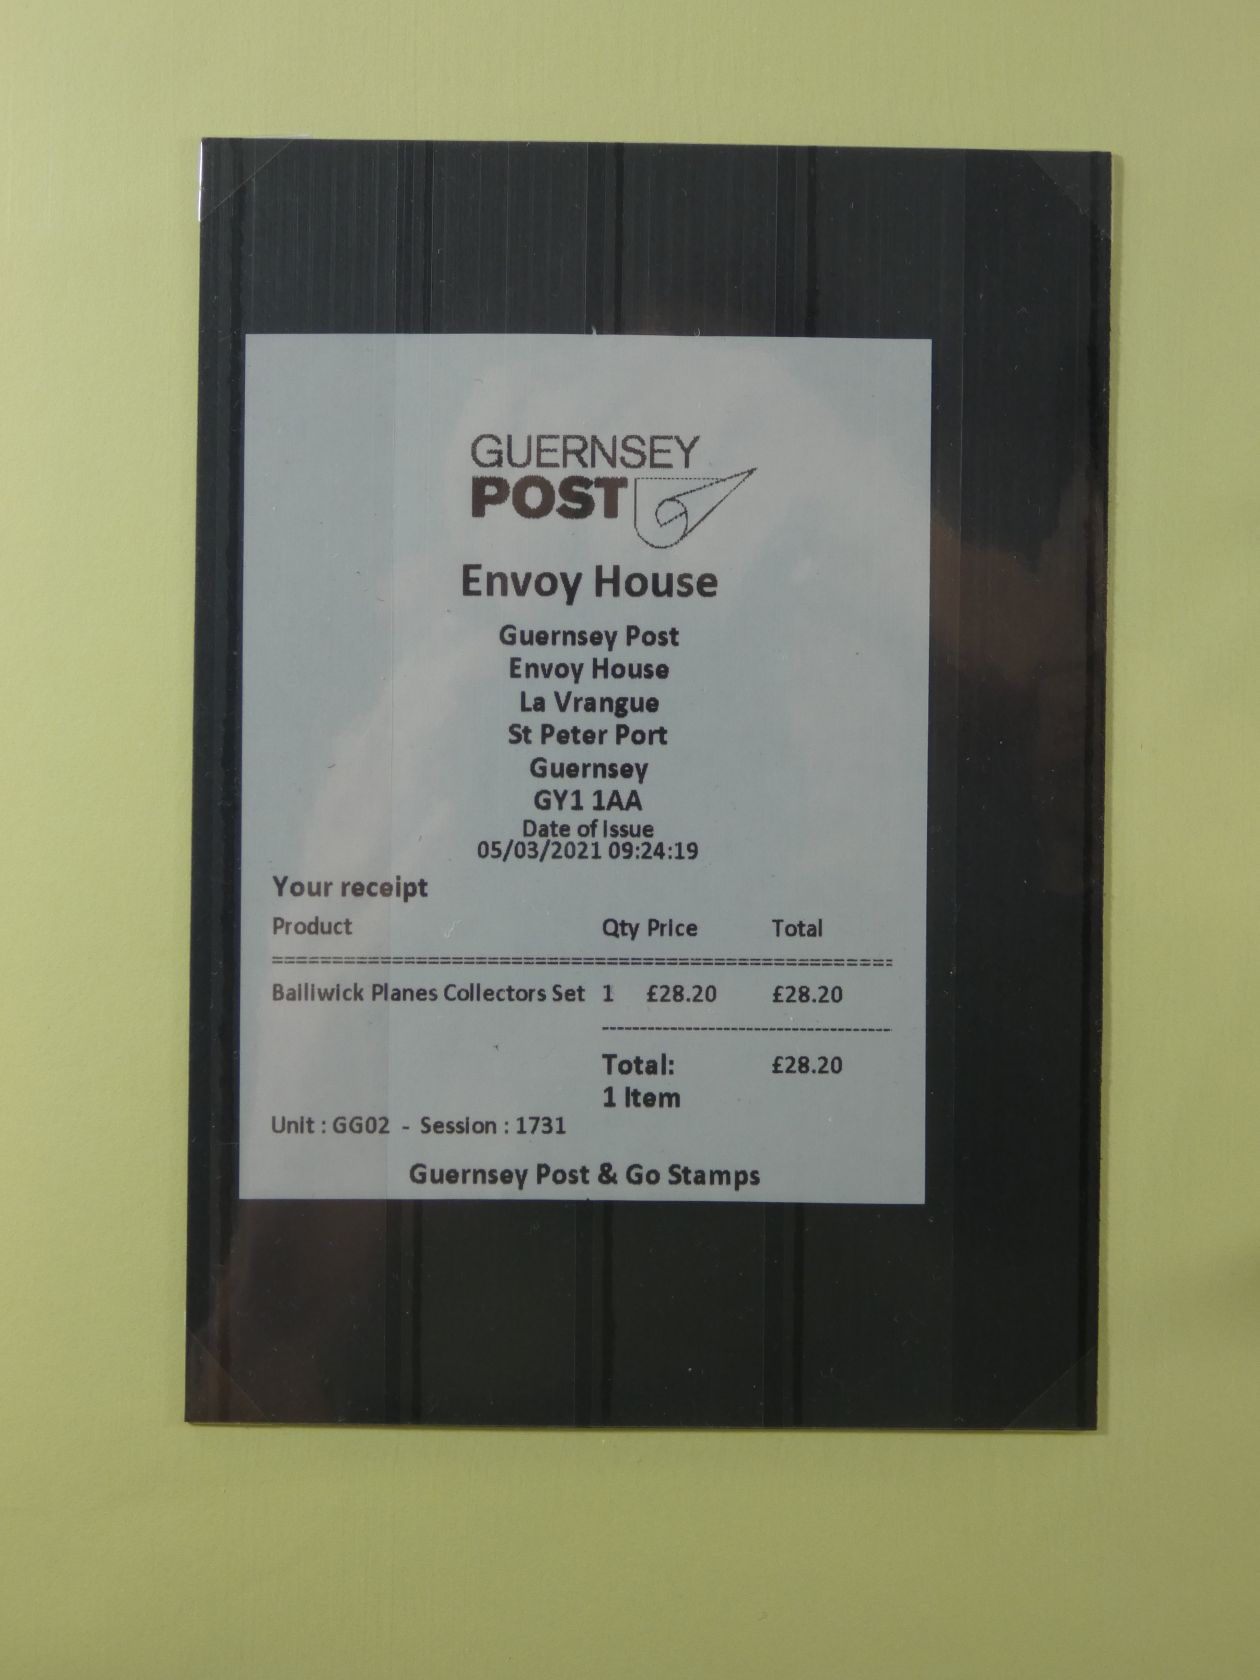 GUERNSEY
POST
Envoy House
Guernsey Post
Envoy House
La Vrangue
St Peter Port
Guernsey
GY1 1AA
Date of Issue
05/03/2021 09:24:19
Your receipt
Product Qty Price Total
==========================================================================
Bailiwick Planes Collectors Set 1 £28.20 £28.20
----------------------------------------------------
Total: £28.20
1 Item
Unit : GG02 - Session : 1731
Guernsey Post & Go Stamps